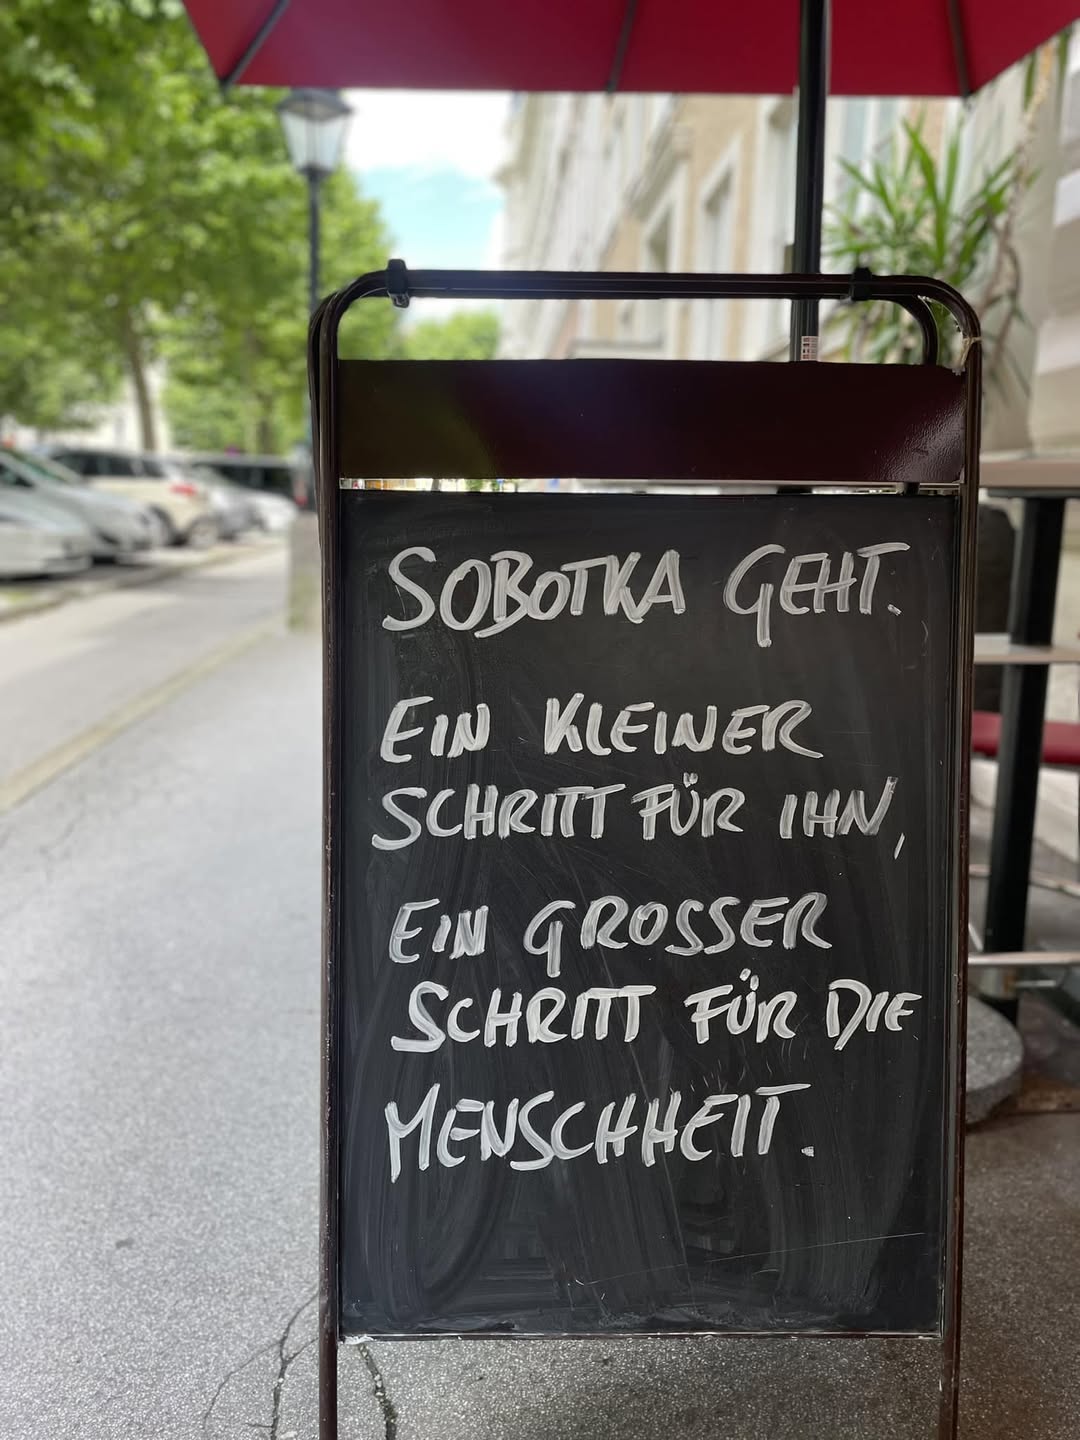 SOBOTKA GEHT.
EIN KLEINER
SCHRITT FÜR IHN,
EIN GROSSER
SCHRITT FÜR DIE
MENSCHHEIT.